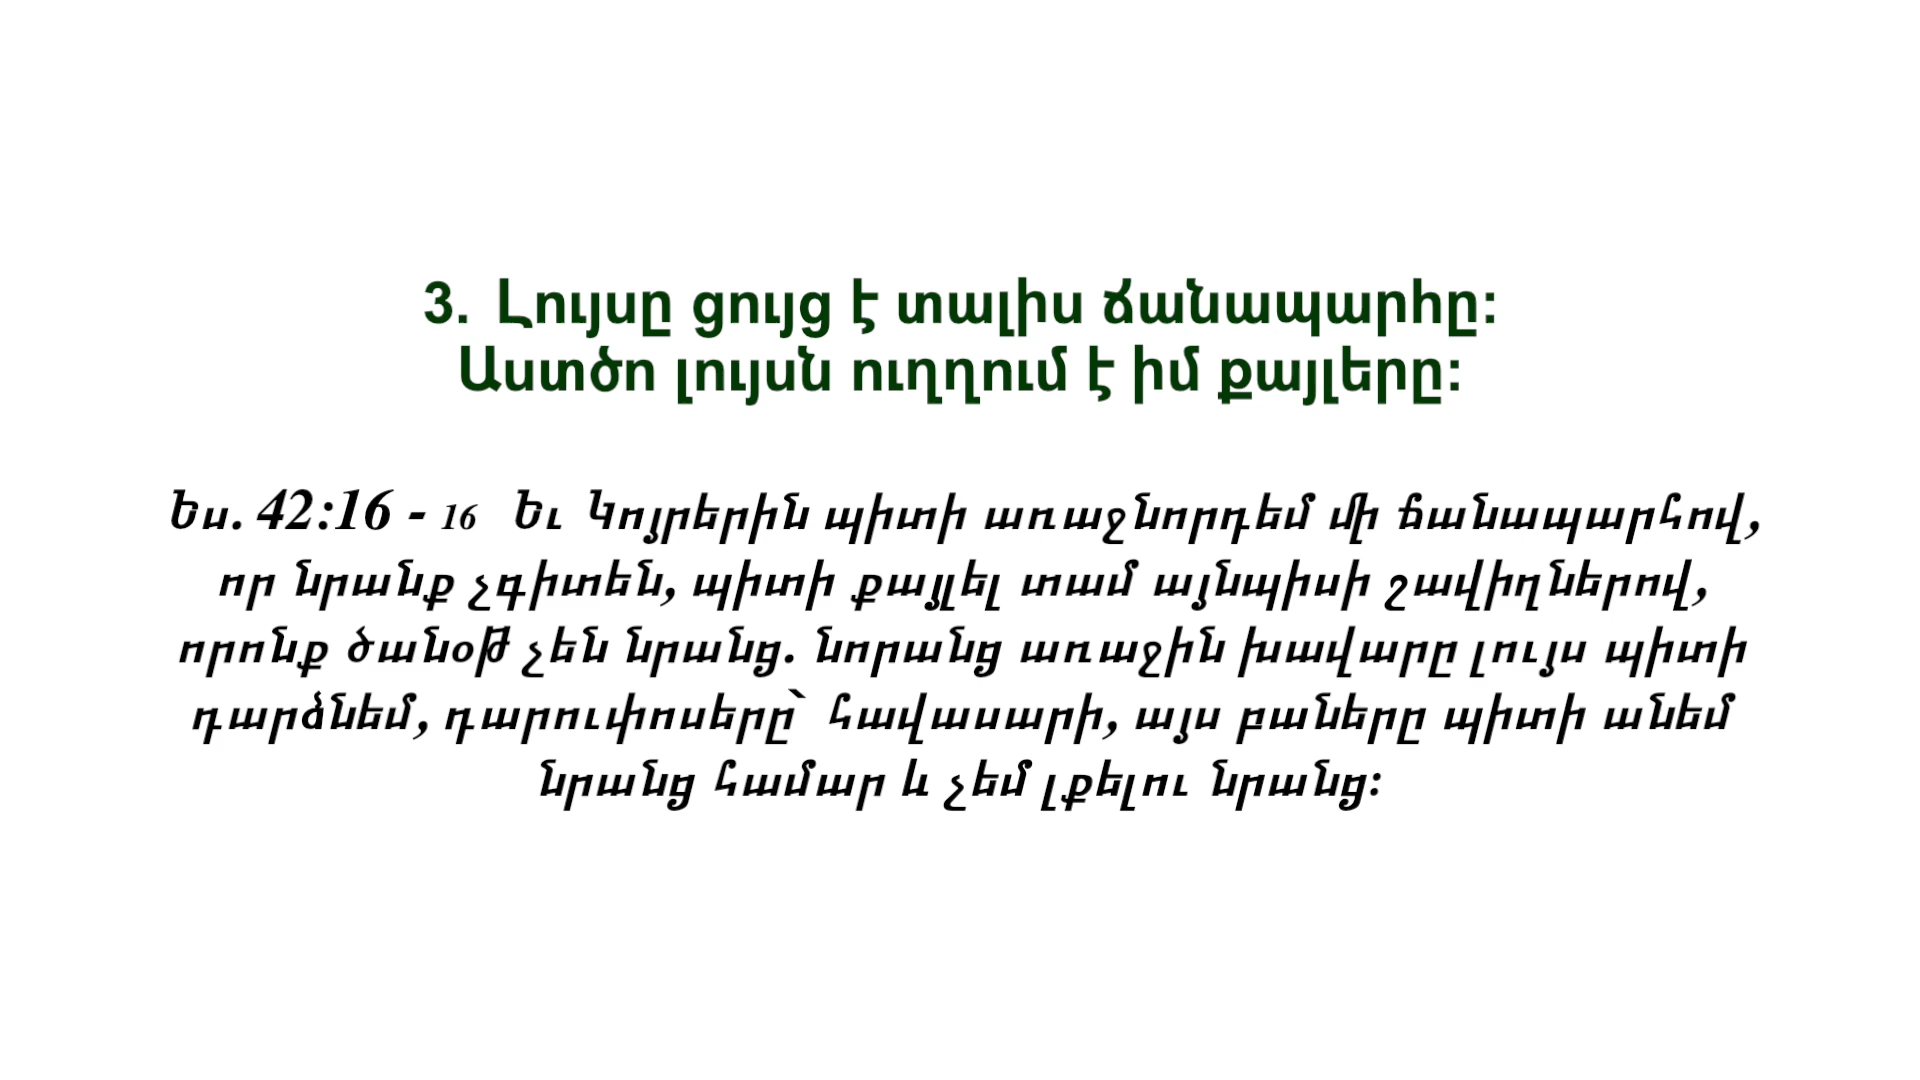 3. Լույսը ցույց է տալիս ճանապարհը:
Աստծո լույսն ուղղում է իմ քայլերը:
Ես. 42:16 - 16 Եւ Կոյրերին պիտի առաջնորդեմ մի ճանապարհով,
որ նրանք չգիտեն, պիտի քայլել տամ այնպիսի շավիղներով,
որոնք ծանօթ չեն նրանց. նորանց առաջին խավարը լույս պիտի
դարձնեմ, դարուփոսերը՝ հավասարի, այս բաները պիտի անեմ
նրանց համար և չեմ լքելու նրանց: